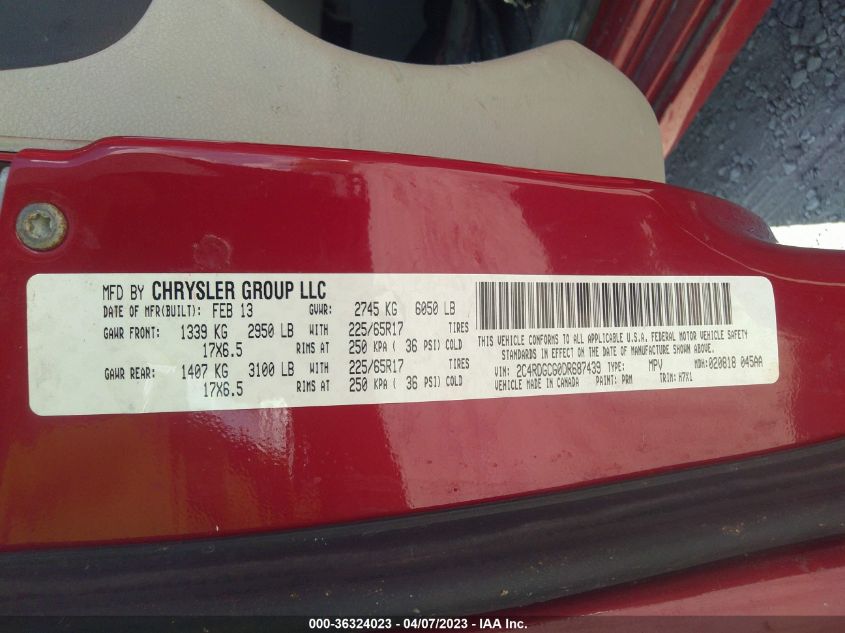 MFD BY CHRYSLER GROUP LLC
DATE OF MFR(BUILT): FEB 13 GVWR: 2745 KG 6050 LB
GAWR FRONT: 1339 KG 2950 LB WITH 225/65R17 TIRES
17X6.5 RIMS AT 250 KPA ( 36 PSI) COLD
GAWR REAR: 1407 KG 3100 LB WITH 225/65R17 TIRES
17X6.5 RIMS AT 250 KPA ( 36 PSI) COLD
THIS VEHICLE CONFORMS TO ALL APPLICABLE U.S.A. FEDERAL MOTOR VEHICLE SAFETY
STANDARDS IN EFFECT ON THE DATE OF MANUFACTURE SHOWN ABOVE.
VIN: 2C4RDGCG0DR687439 TYPE: MPV MDH: 020818 045AA
VEHICLE MADE IN CANADA PAINT: PRM TRIM: H7X1
000-36324023 — 04/07/2023 — IAA Inc.